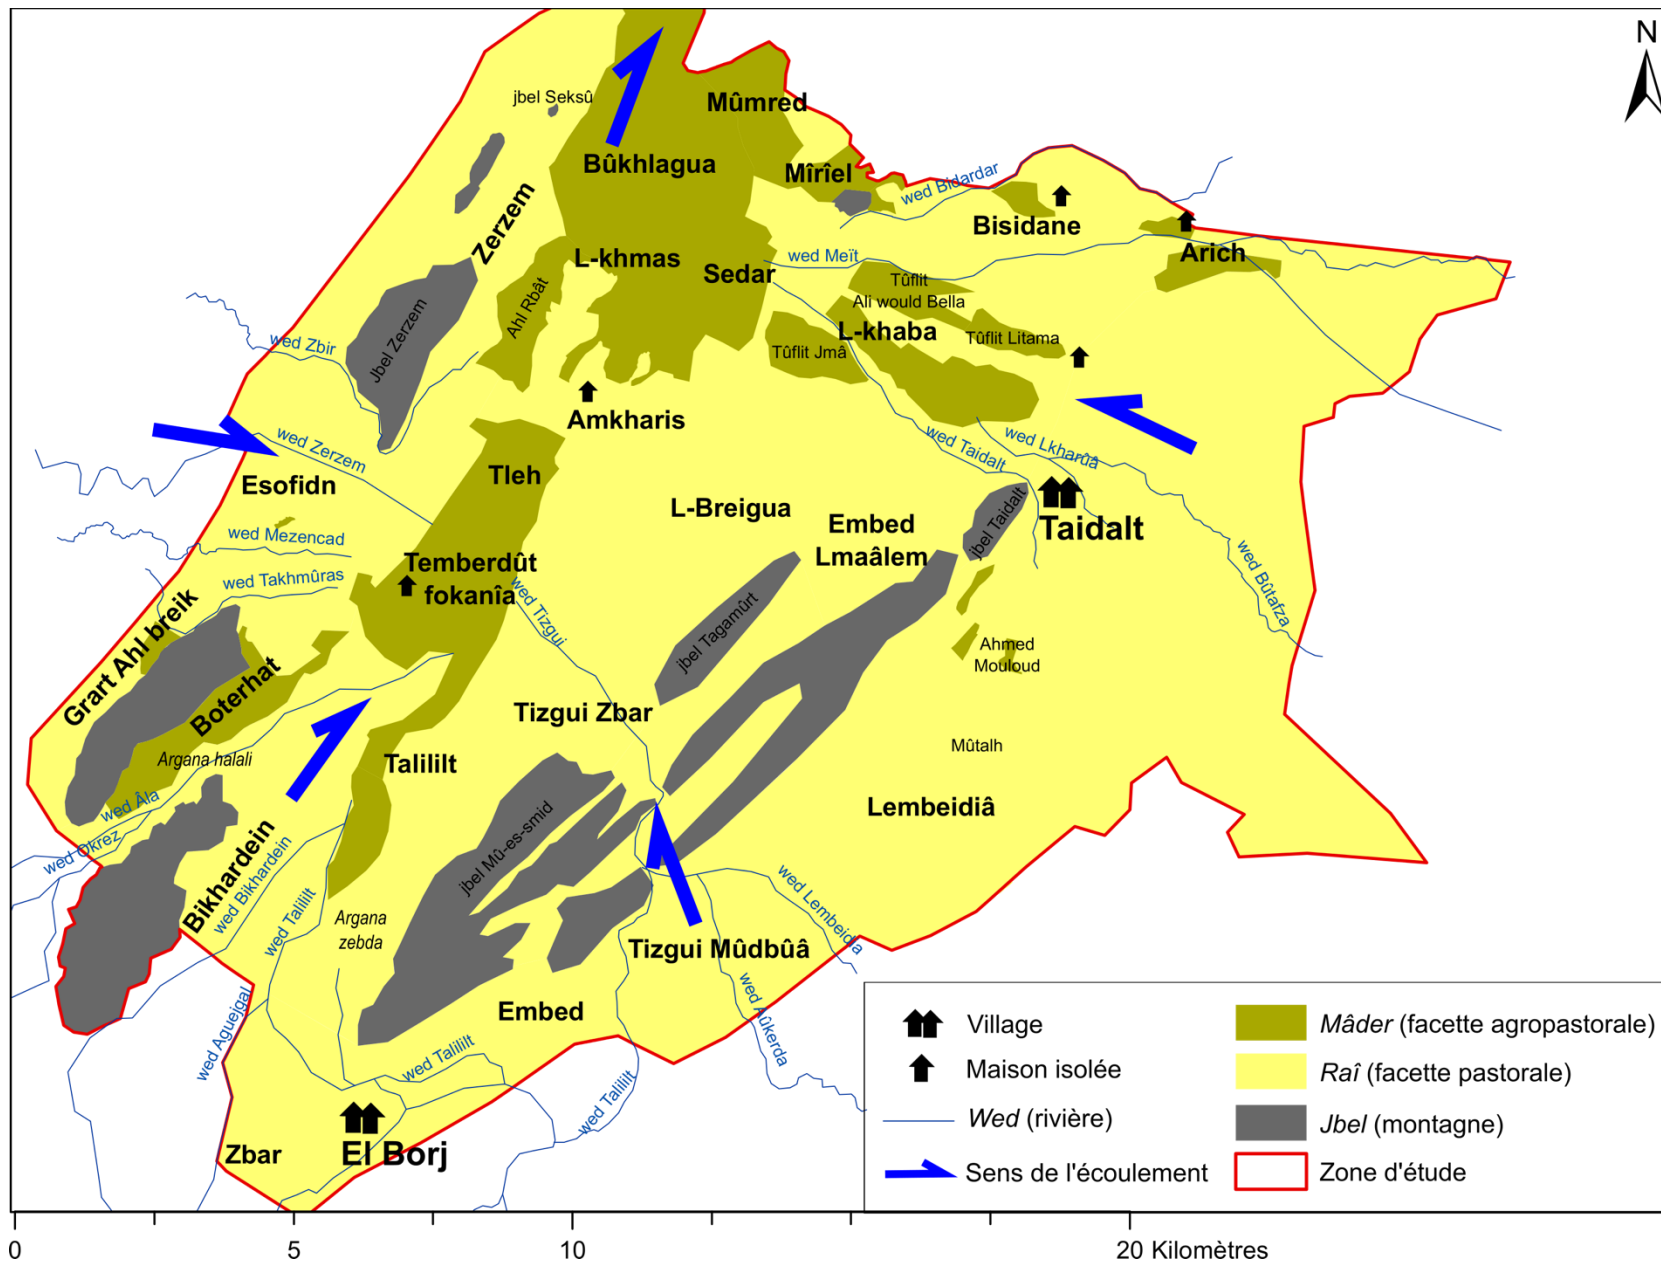 N
jbel Seksû
Mûmred
Bûkhlagua
Mîrîel
wed Bidardar
Zerzem
Bisidane
L-khmas
Sedar
wed Meït
Arich
Ahl Rbât
Tûflit
Ali would Bella
Jbel Zerzem
wed Zbir
L-khaba
Tûflit Jmâ
Tûflit Litama
Amkharis
wed Zerzem
wed Taidalt
wed Lkharûâ
Esofidn
Tleh
L-Breigua
Embed
Lmaâlem
jbel Taidalt
Taidalt
wed Mezencad
wed Takhmûras
Temberdût
fokanîa
wed Tizgui
wed Bûtafza
Grart Ahl breik
Boterhat
jbel Tagamûrt
Ahmed
Mouloud
Tizgui Zbar
Argana halali
Talililt
Mûtalh
wed Âla
Lembeidiâ
wed Okrez
Bikhardein
wed Bikhardein
jbel Mû-es-smid
wed Talililt
Argana
zebda
wed Lembeidia
Tizgui Mûdbûâ
Embed
wed Aguejgal
wed Aûkerda
wed Talililt
wed Talililt
El Borj
Zbar
Village
Maison isolée
Wed (rivière)
Sens de l'écoulement
Mâder (facette agropastorale)
Raî (facette pastorale)
Jbel (montagne)
Zone d'étude
0 5 10 20 Kilomètres